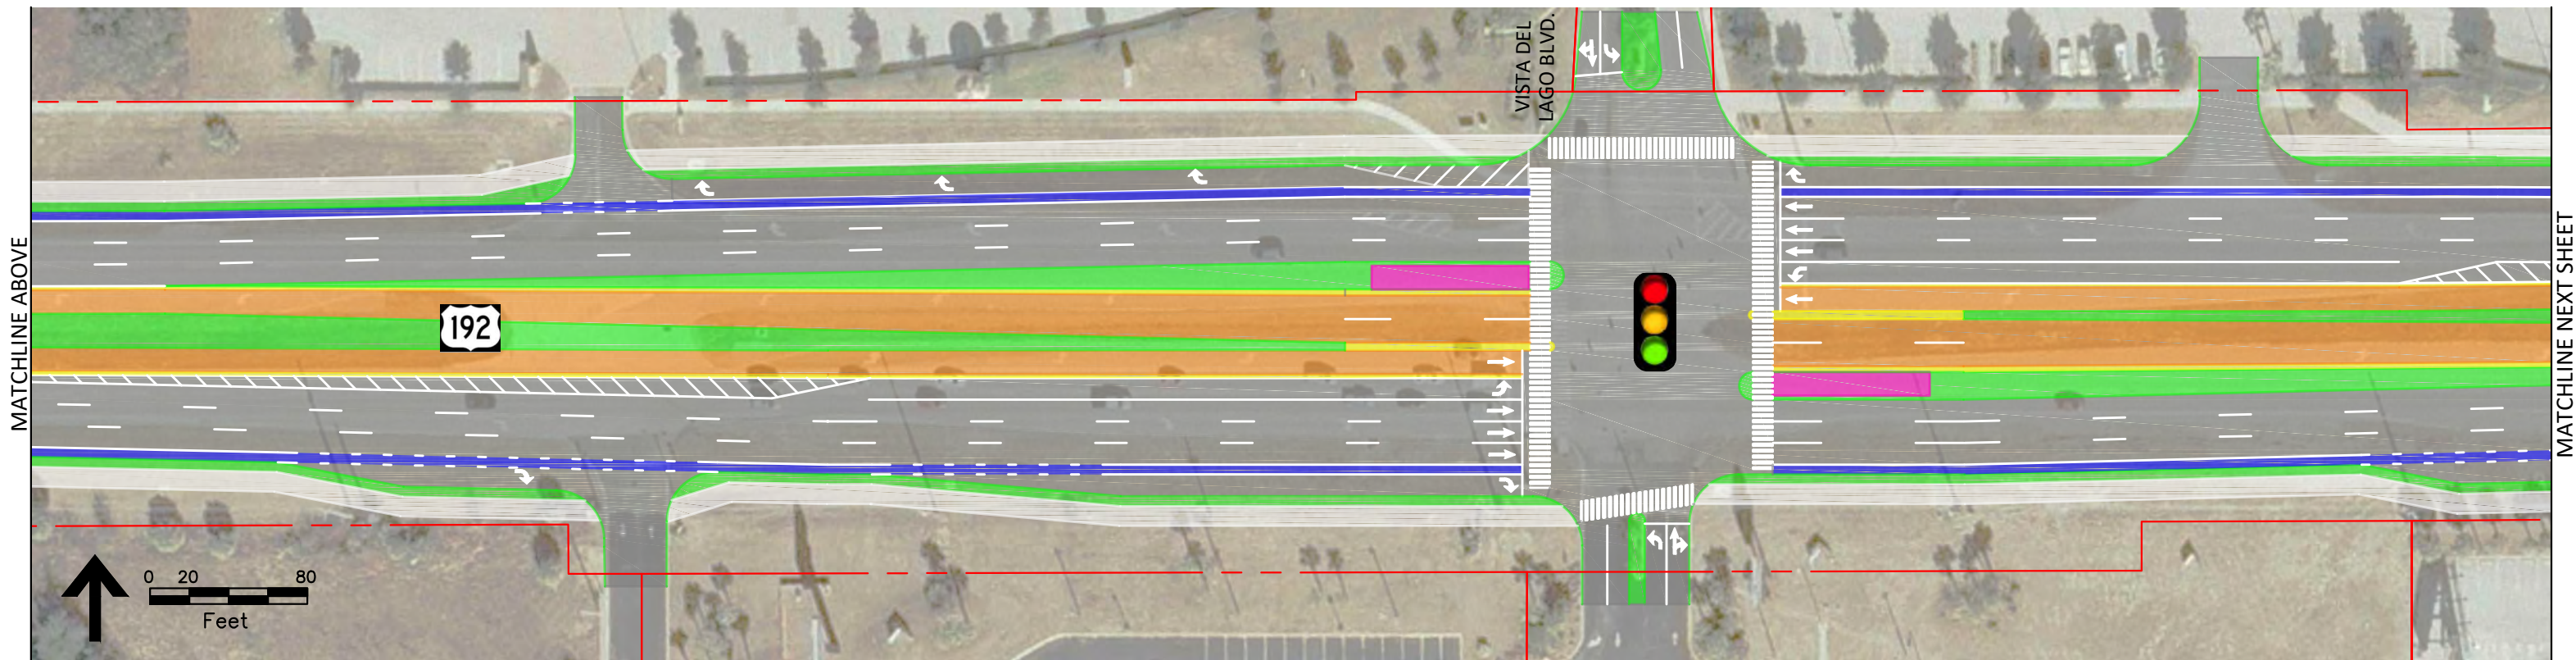 VISTA DEL
LAGO BLVD.
MATCHLINE ABOVE
192
MATCHLINE NEXT SHEET
0 20 80
Feet